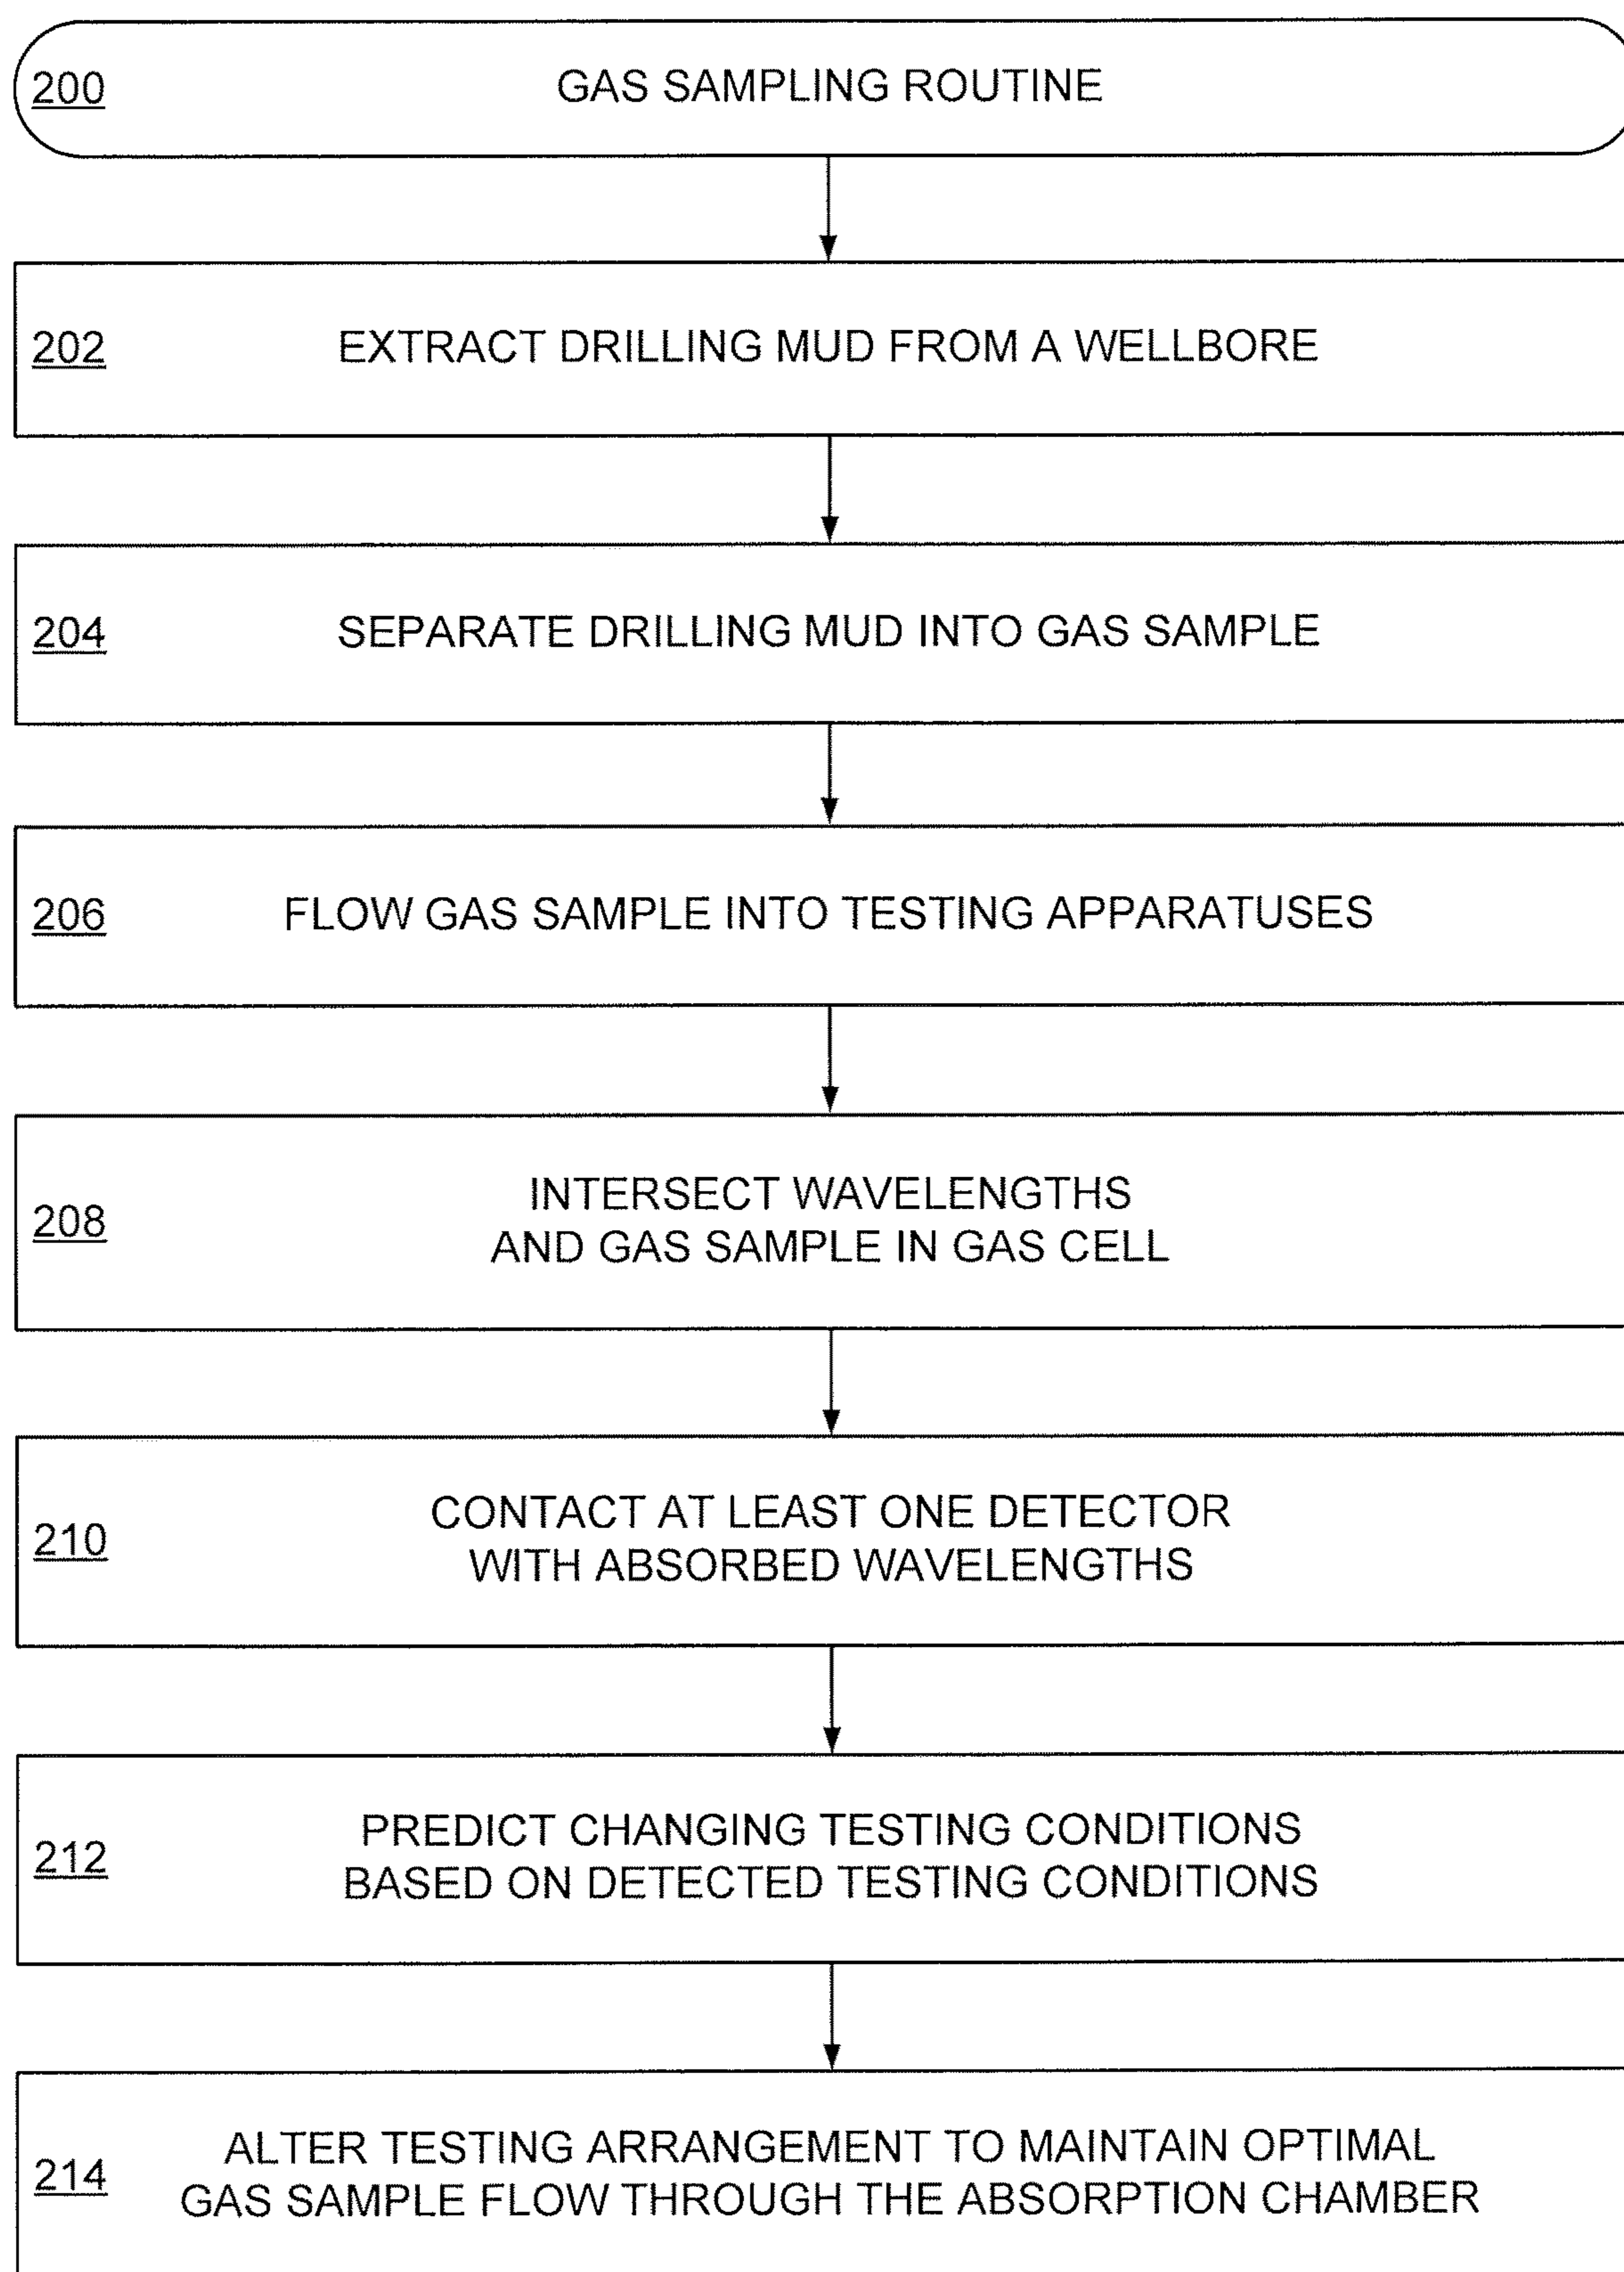 200 GAS SAMPLING ROUTINE
202 EXTRACT DRILLING MUD FROM A WELLBORE
204 SEPARATE DRILLING MUD INTO GAS SAMPLE
206 FLOW GAS SAMPLE INTO TESTING APPARATUSES
208
INTERSECT WAVELENGTHS
AND GAS SAMPLE IN GAS CELL
210
CONTACT AT LEAST ONE DETECTOR
WITH ABSORBED WAVELENGTHS
212
PREDICT CHANGING TESTING CONDITIONS
BASED ON DETECTED TESTING CONDITIONS
214
ALTER TESTING ARRANGEMENT TO MAINTAIN OPTIMAL
GAS SAMPLE FLOW THROUGH THE ABSORPTION CHAMBER